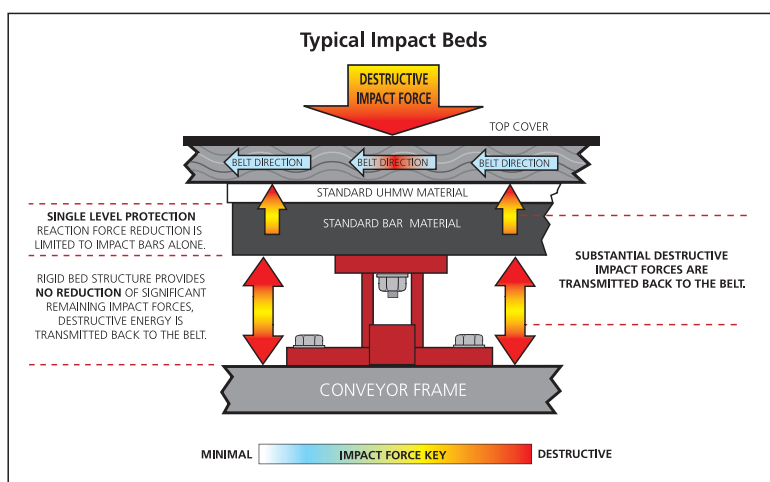 Typical Impact Beds
DESTRUCTIVE
IMPACT FORCE
TOP COVER
BELT DIRECTION
BELT DIRECTION
BELT DIRECTION
STANDARD UHMW MATERIAL
SINGLE LEVEL PROTECTION
REACTION FORCE REDUCTION IS
LIMITED TO IMPACT BARS ALONE.
STANDARD BAR MATERIAL
RIGID BED STRUCTURE PROVIDES
NO REDUCTION OF SIGNIFICANT
REMAINING IMPACT FORCES,
DESTRUCTIVE ENERGY IS
TRANSMITTED BACK TO THE BELT.
SUBSTANTIAL DESTRUCTIVE
IMPACT FORCES ARE
TRANSMITTED BACK TO THE BELT.
CONVEYOR FRAME
MINIMAL
IMPACT FORCE KEY
DESTRUCTIVE